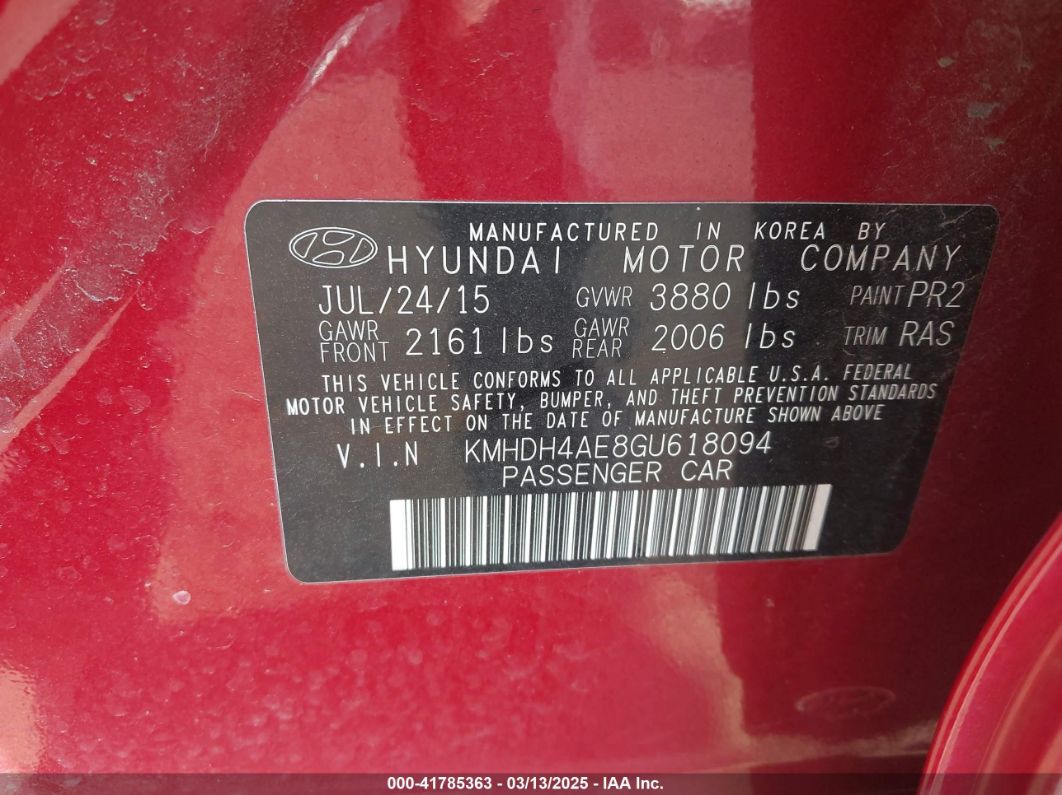 MANUFACTURED IN KOREA BY
HYUNDAI MOTOR COMPANY
JUL/24/15 GVWR 3880 lbs PAINT PR2
GAWR FRONT 2161 lbs GAWR REAR 2006 lbs TRIM RAS
THIS VEHICLE CONFORMS TO ALL APPLICABLE U.S.A. FEDERAL
MOTOR VEHICLE SAFETY, BUMPER, AND THEFT PREVENTION STANDARDS
IN EFFECT ON THE DATE OF MANUFACTURE SHOWN ABOVE
V.I.N KMHDH4AE8GU618094
PASSENGER CAR
000-41785363 - 03/13/2025 - IAA Inc.